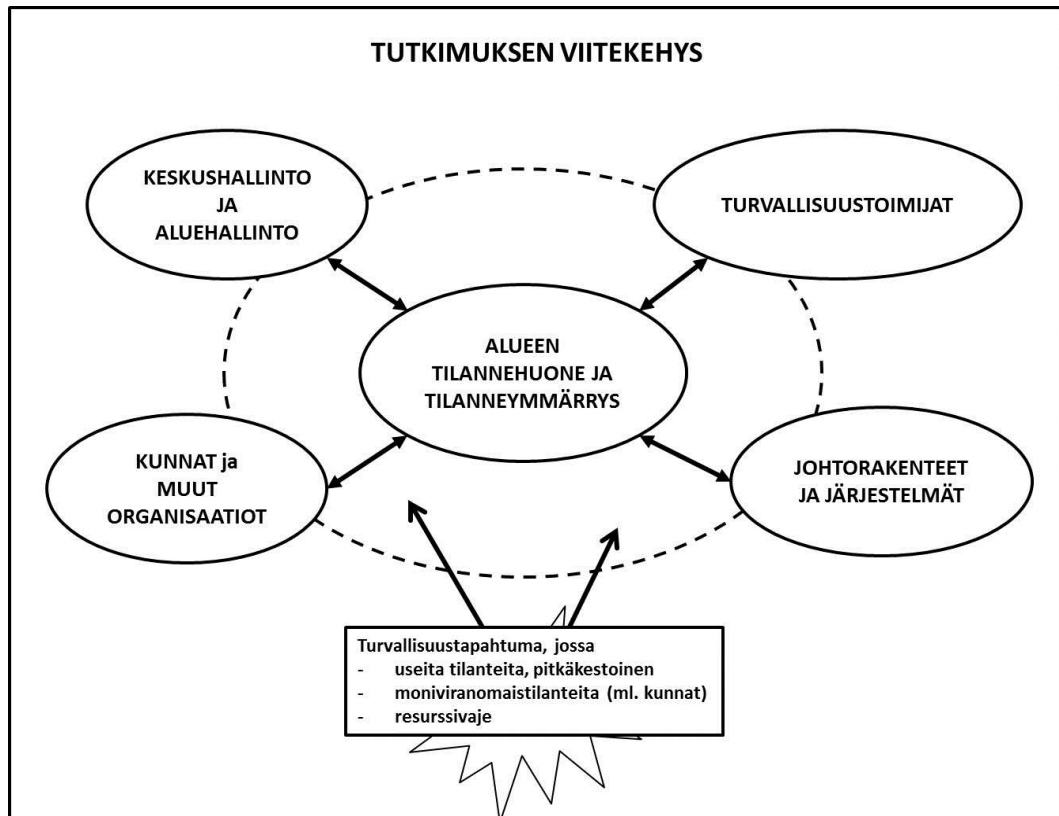 TUTKIMUKSEN VIITEKEHYS
KESKUSHALLINTO
JA
ALUEHALLINTO
TURVALLISUUSTOIMIJAT
ALUEEN
TILANNEHUONE JA
TILANNEYMMÄRRYS
KUNNAT ja
MUUT
ORGANISAATIOT
JOHTORAKENTEET
JA JÄRJESTELMÄT
Turvallisuustapahtuma, jossa
- useita tilanteita, pitkäkestoinen
- moniviranomaistilanteita (ml. kunnat)
- resurssivaje